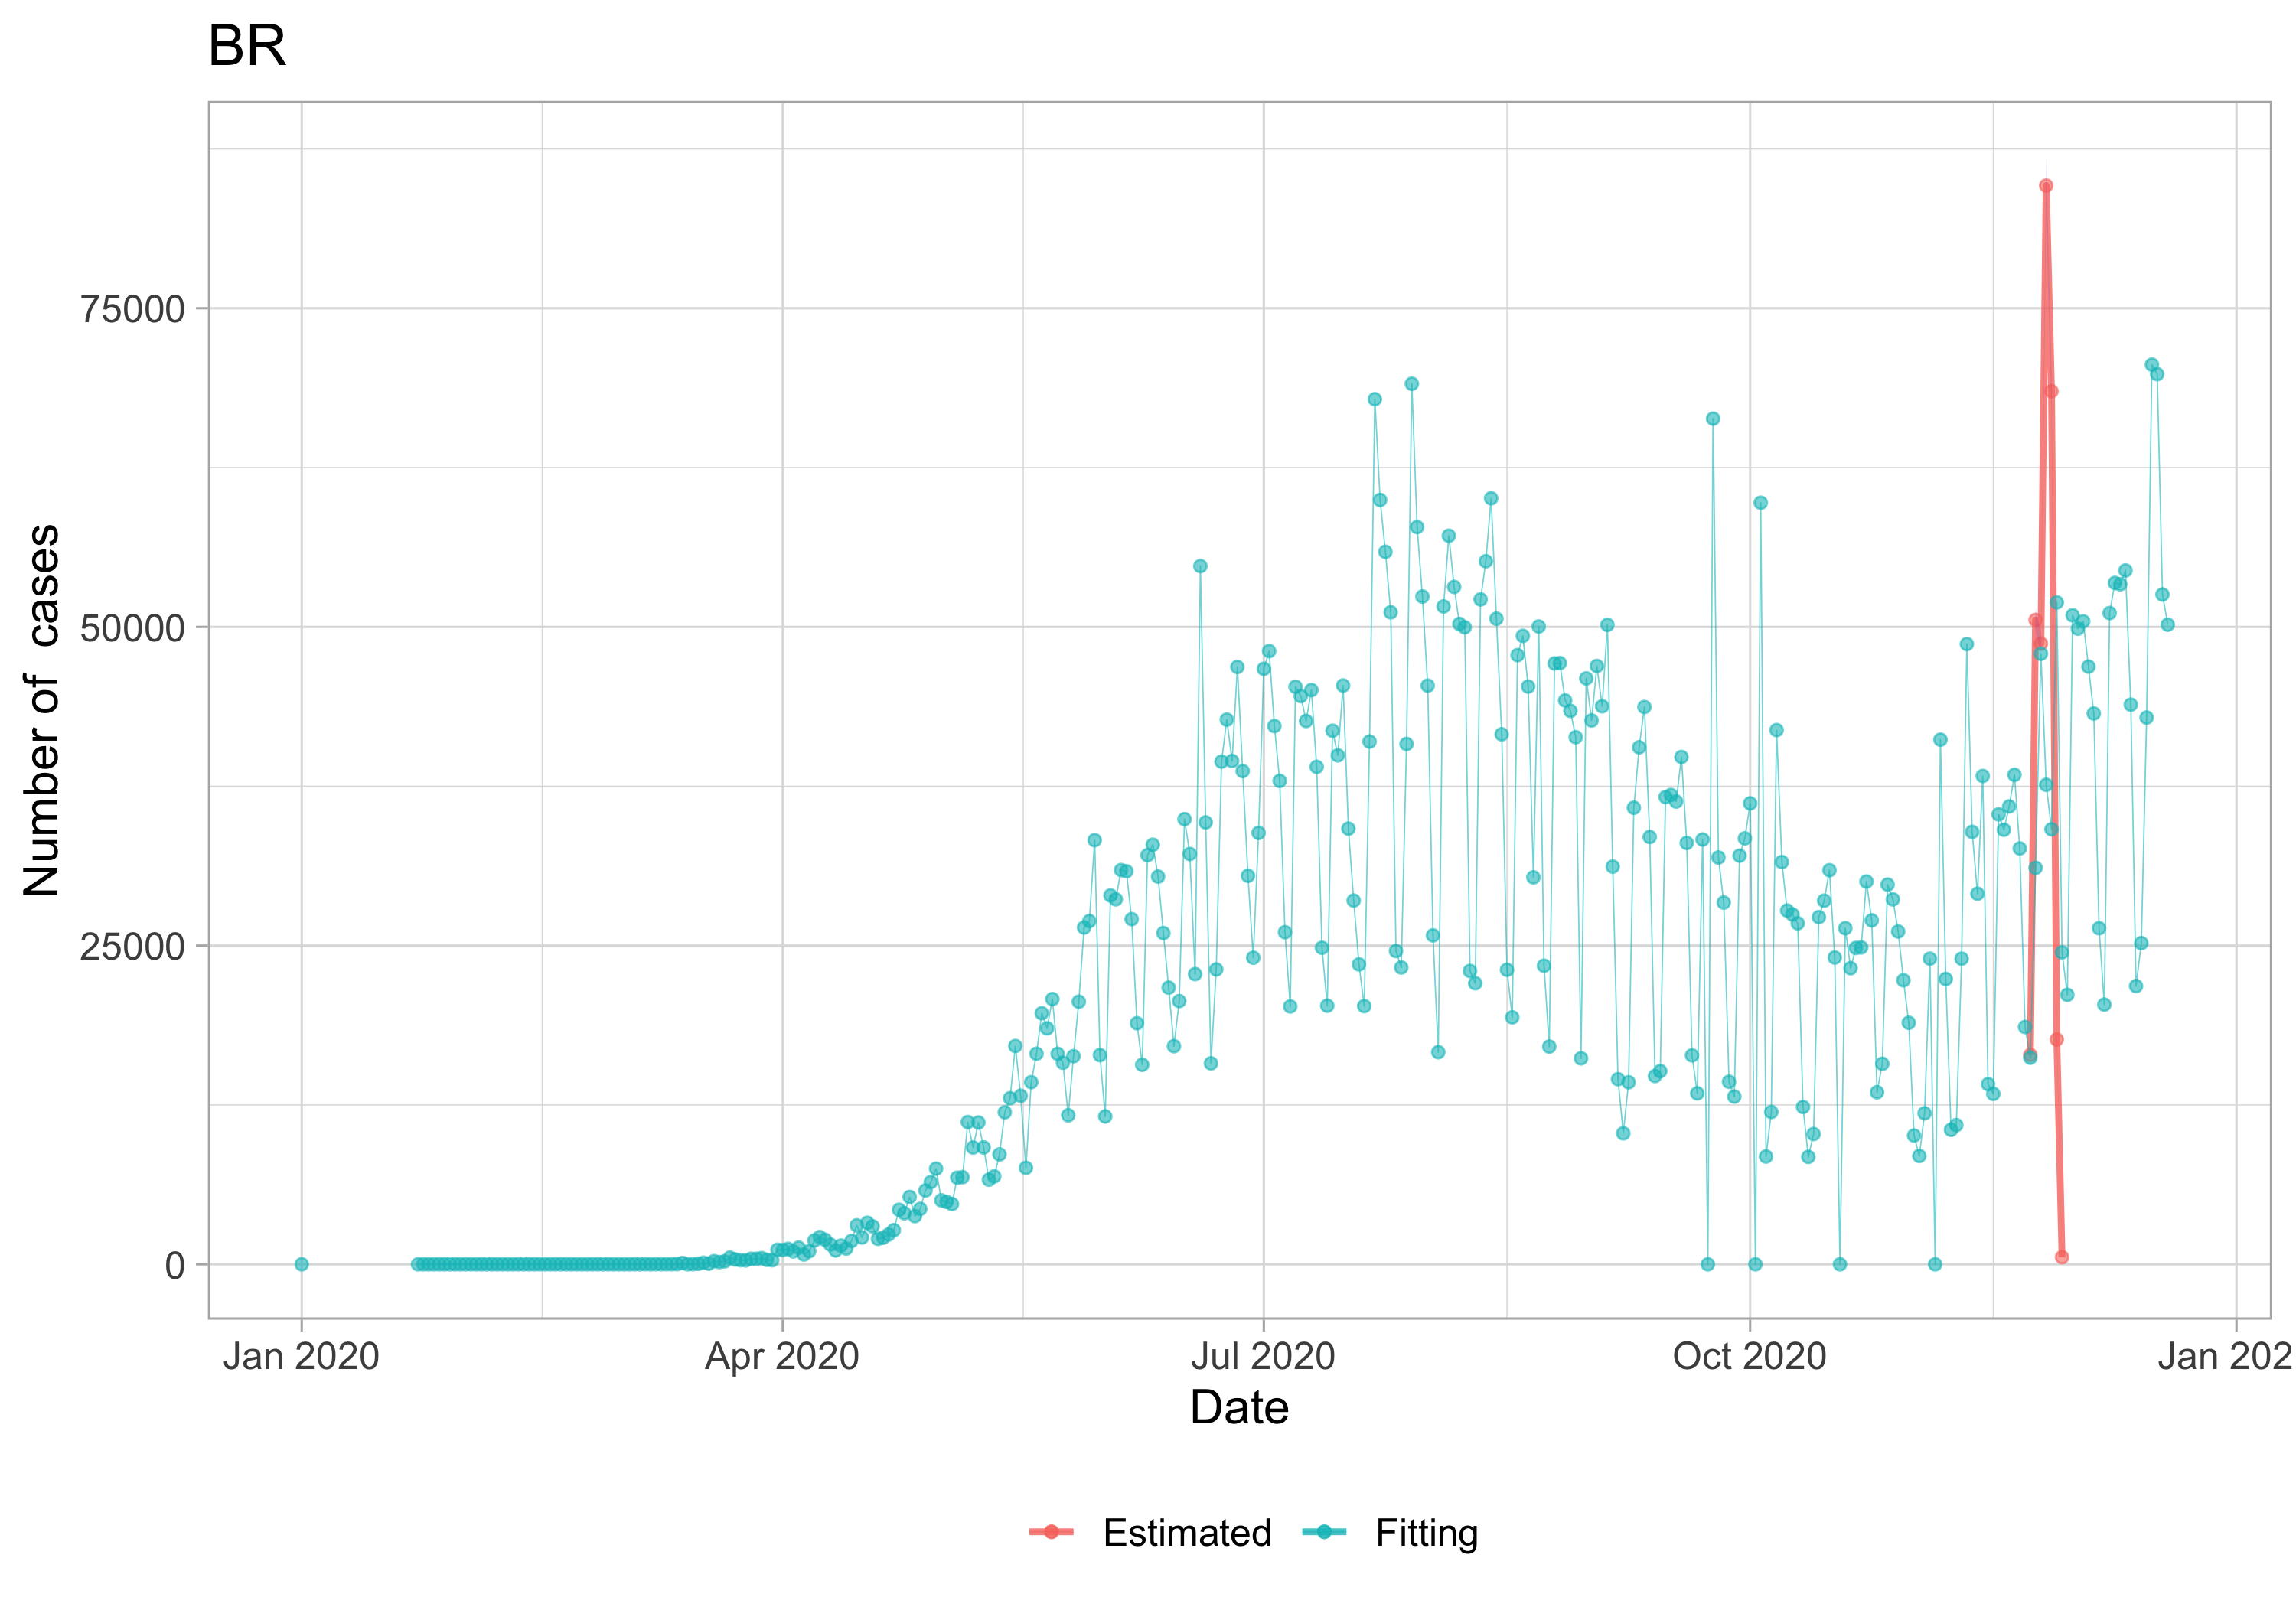 BR
Number of  cases
75000
50000
25000
0
Jan 2020
Apr 2020
Jul 2020
Oct 2020
Jan 202
Date
Estimated
Fitting